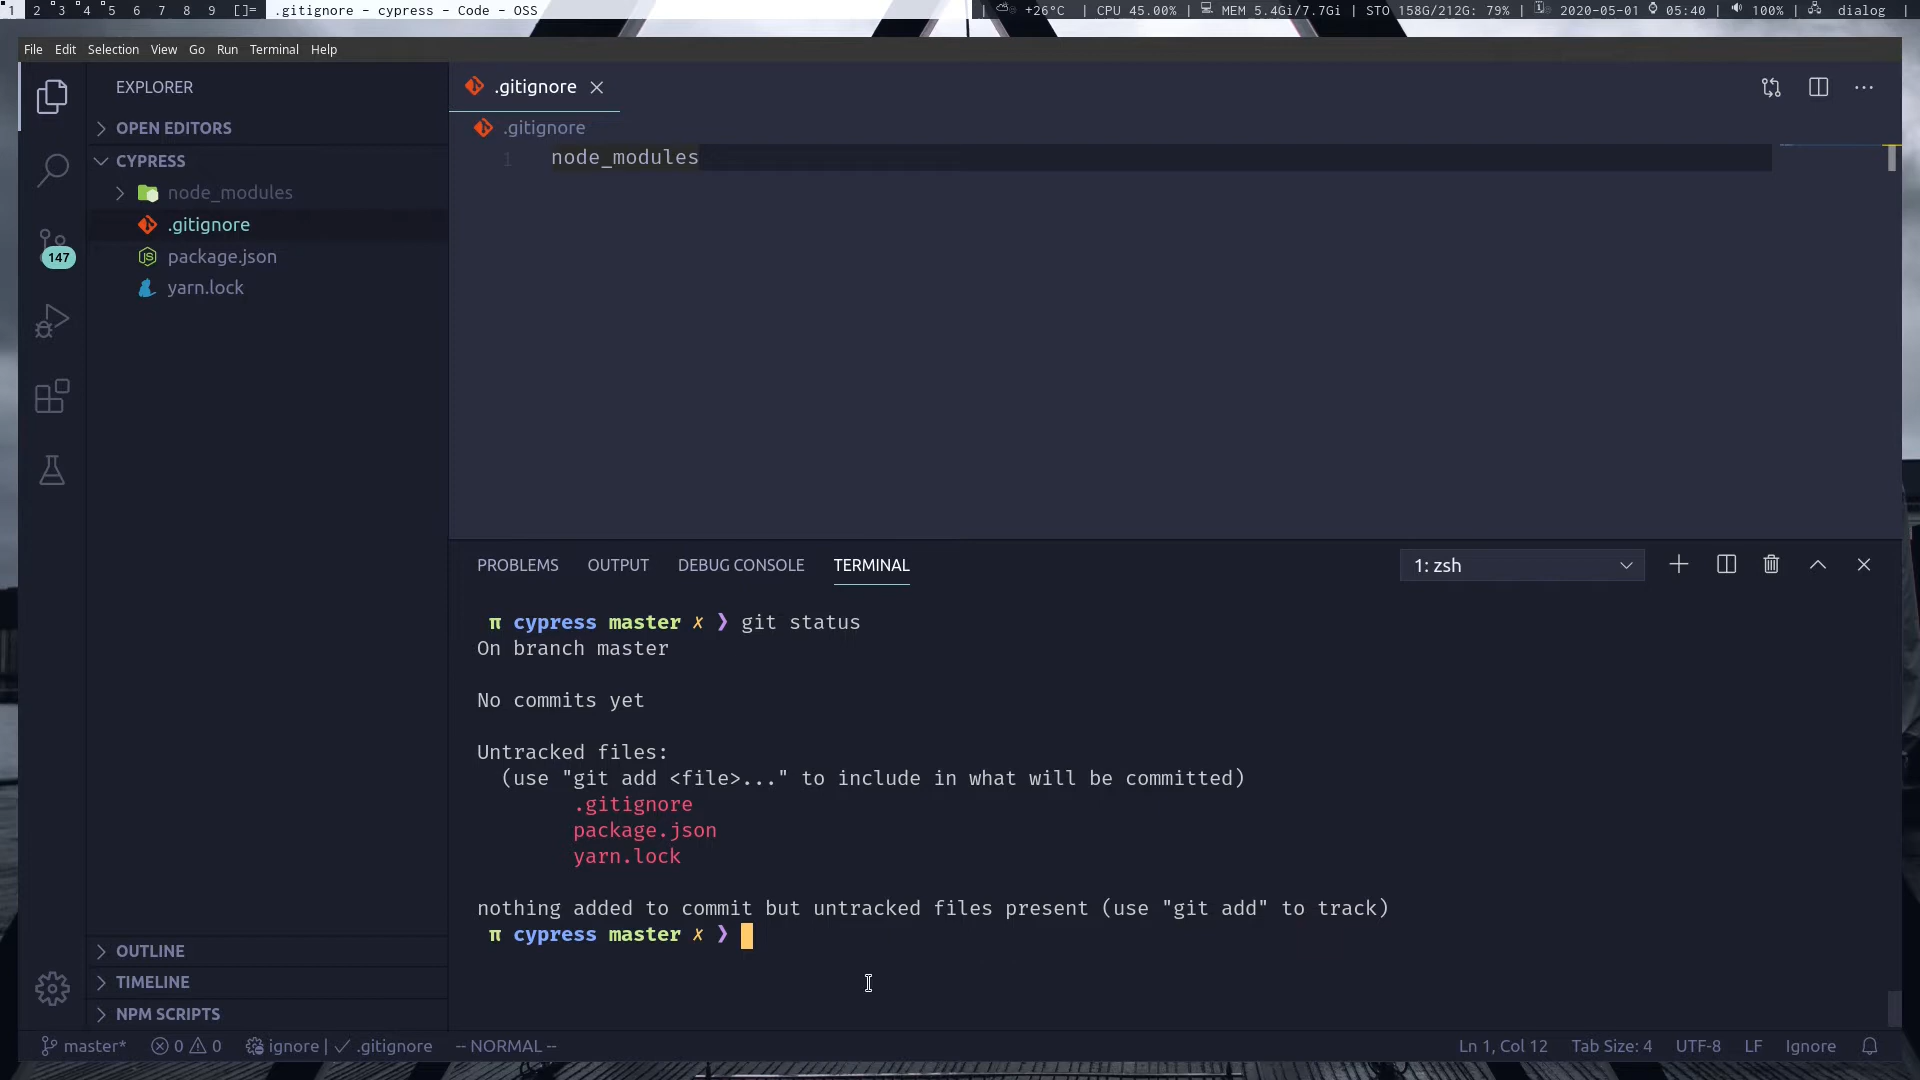 1 2 3 4 5 6 7 8 9 []= .gitignore - cypress - Code - OSS | +26°C | CPU 45.00% | MEM 5.4Gi/7.7Gi | STO 158G/212G: 79% | 2020-05-01 05:40 | 100% | dialog |
File Edit Selection View Go Run Terminal Help
EXPLORER
OPEN EDITORS
CYPRESS
node_modules
.gitignore
package.json
yarn.lock
147
OUTLINE
TIMELINE
NPM SCRIPTS
.gitignore
.gitignore
1 node_modules
PROBLEMS OUTPUT DEBUG CONSOLE TERMINAL 1: zsh
π cypress master ✗ ❯ git status
On branch master
No commits yet
Untracked files:
(use "git add <file>..." to include in what will be committed)
.gitignore
package.json
yarn.lock
nothing added to commit but untracked files present (use "git add" to track)
π cypress master ✗ ❯
master* 0 0 ignore | ✓ .gitignore -- NORMAL -- Ln 1, Col 12 Tab Size: 4 UTF-8 LF Ignore